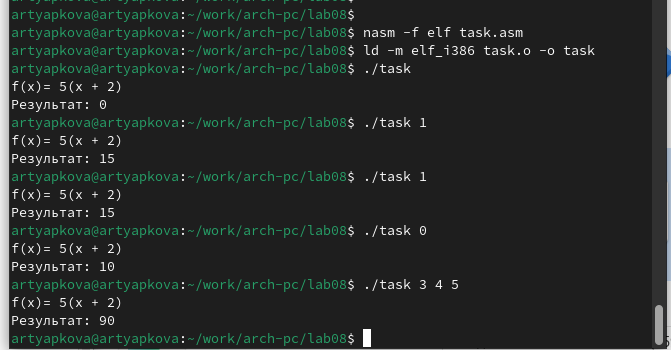 artyapkova@artyapkova:~/work/arch-pc/lab08$
artyapkova@artyapkova:~/work/arch-pc/lab08$ nasm -f elf task.asm
artyapkova@artyapkova:~/work/arch-pc/lab08$ ld -m elf_i386 task.o -o task
artyapkova@artyapkova:~/work/arch-pc/lab08$ ./task
f(x)= 5(x + 2)
Результат: 0
artyapkova@artyapkova:~/work/arch-pc/lab08$ ./task 1
f(x)= 5(x + 2)
Результат: 15
artyapkova@artyapkova:~/work/arch-pc/lab08$ ./task 1
f(x)= 5(x + 2)
Результат: 15
artyapkova@artyapkova:~/work/arch-pc/lab08$ ./task 0
f(x)= 5(x + 2)
Результат: 10
artyapkova@artyapkova:~/work/arch-pc/lab08$ ./task 3 4 5
f(x)= 5(x + 2)
Результат: 90
artyapkova@artyapkova:~/work/arch-pc/lab08$